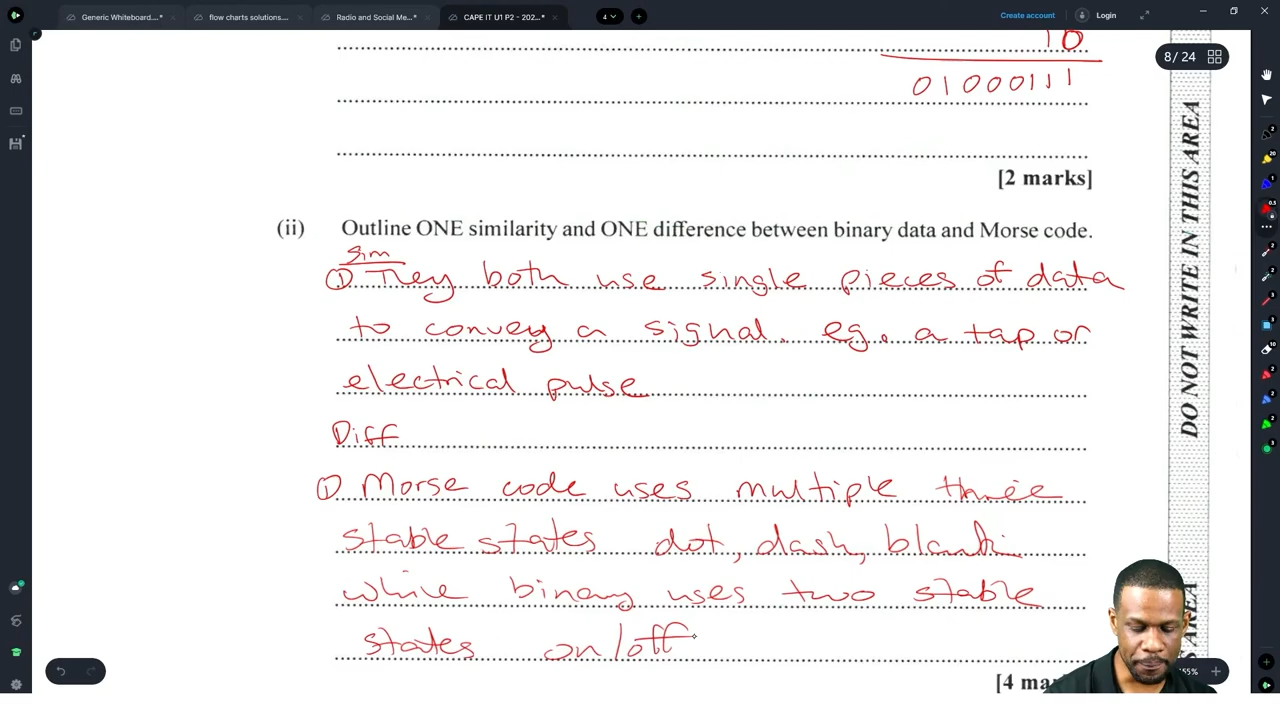 Generic Whiteboard....*
flow charts solutions....
Radio and Social Me...*
CAPE IT U1 P2 - 202...*
4
Create account
Login
8 / 24
10
01000111
[2 marks]
(ii) Outline ONE similarity and ONE difference between binary data and Morse code.
Sim
① They both use single pieces of data
to convey a signal. eg. a tap or
electrical pulse
Diff
① Morse code uses multiple three
stable states dot, dash, blank
while binary uses two stable
states on/off
[4 ma
DO NOT WRITE IN THIS AREA
S AREA
55%